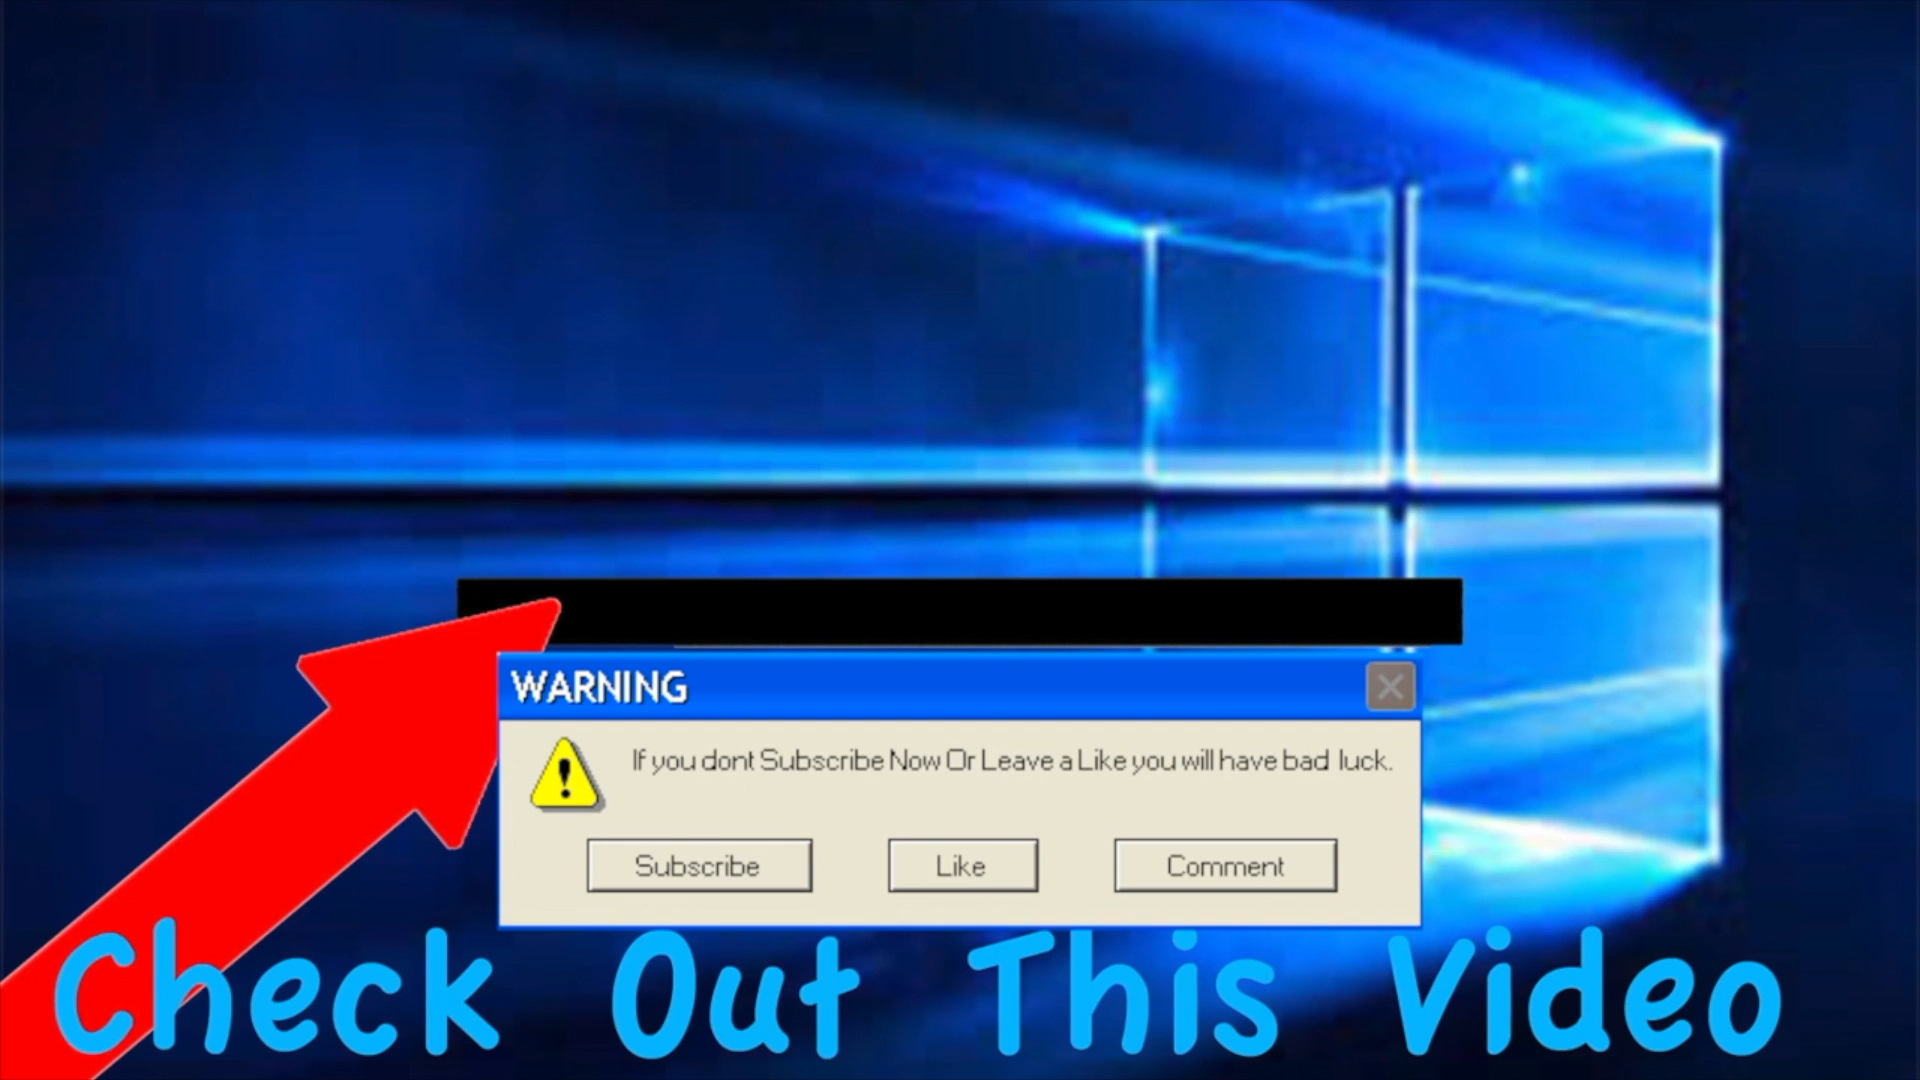 WARNING
If you dont Subscribe Now Or Leave a Like you will have bad luck.
Subscribe Like Comment
Check Out This Video